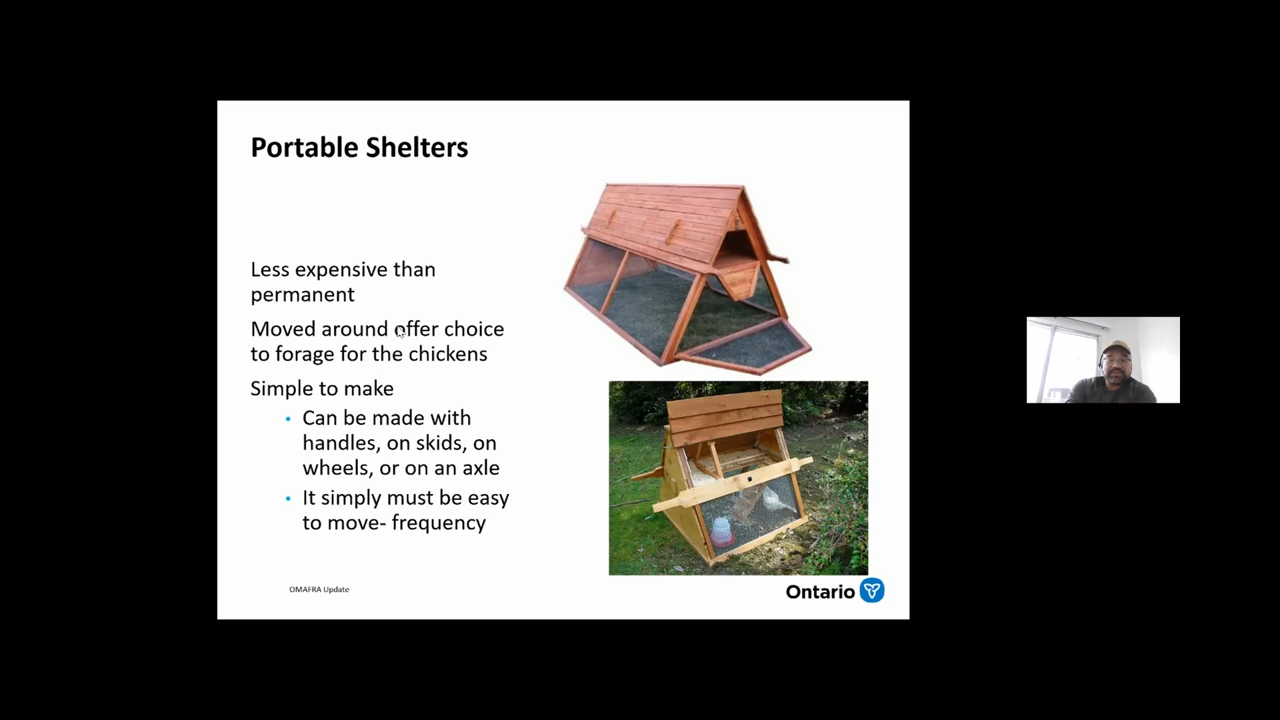 Portable Shelters
Less expensive than
permanent
Moved around offer choice
to forage for the chickens
Simple to make
• Can be made with
handles, on skids, on
wheels, or on an axle
• It simply must be easy
to move- frequency
OMAFRA Update
Ontario